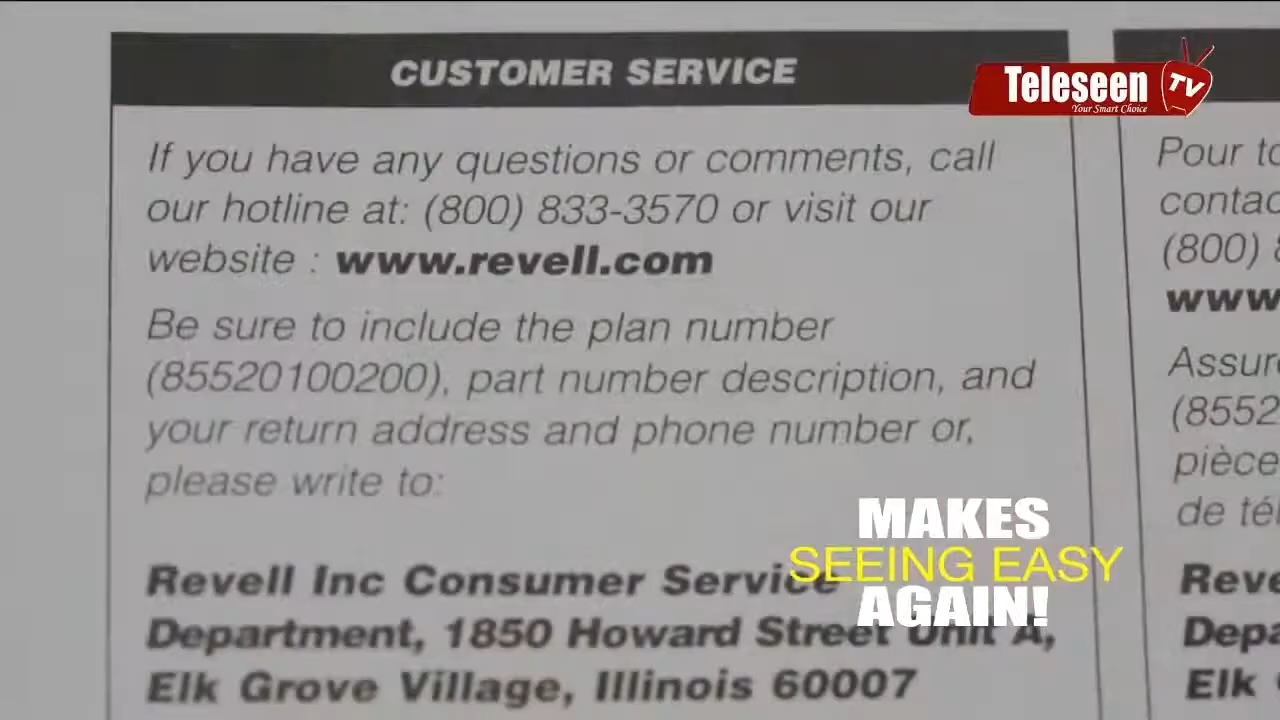 CUSTOMER SERVICE
If you have any questions or comments, call
our hotline at: (800) 833-3570 or visit our
website : www.revell.com
Be sure to include the plan number
(85520100200), part number description, and
your return address and phone number or,
please write to:
Revell Inc Consumer Service
Department, 1850 Howard Street Unit A,
Elk Grove Village, Illinois 60007
Teleseen TV
Your Smart Choice
Pour
contac
(800) 8
www
Assur
(8552
pièce
de té
Reve
Depa
Elk
MAKES
SEEING EASY
AGAIN!